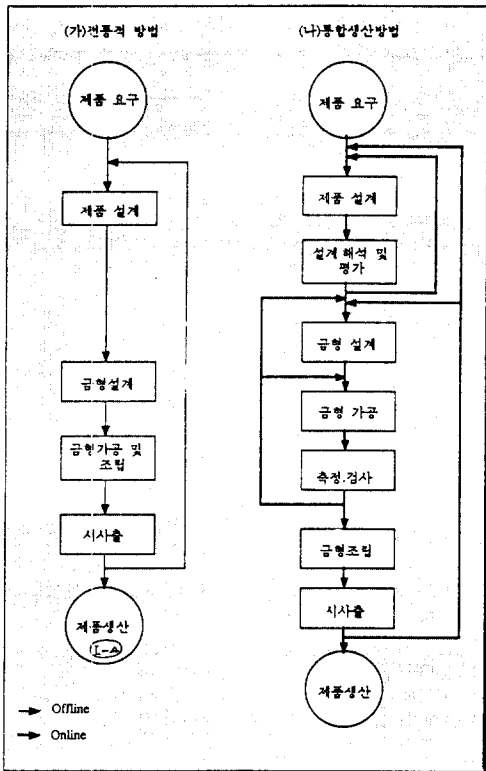 (가)전통적 방법
제품 요구
제품 설계
금형설계
금형가공 및
조립
시사출
제품생산
I-A
(나)통합생산방법
제품 요구
제품 설계
설계해석 및
평가
금형 설계
금형 가공
측정.검사
금형조립
시사출
제품생산
Offline
Online